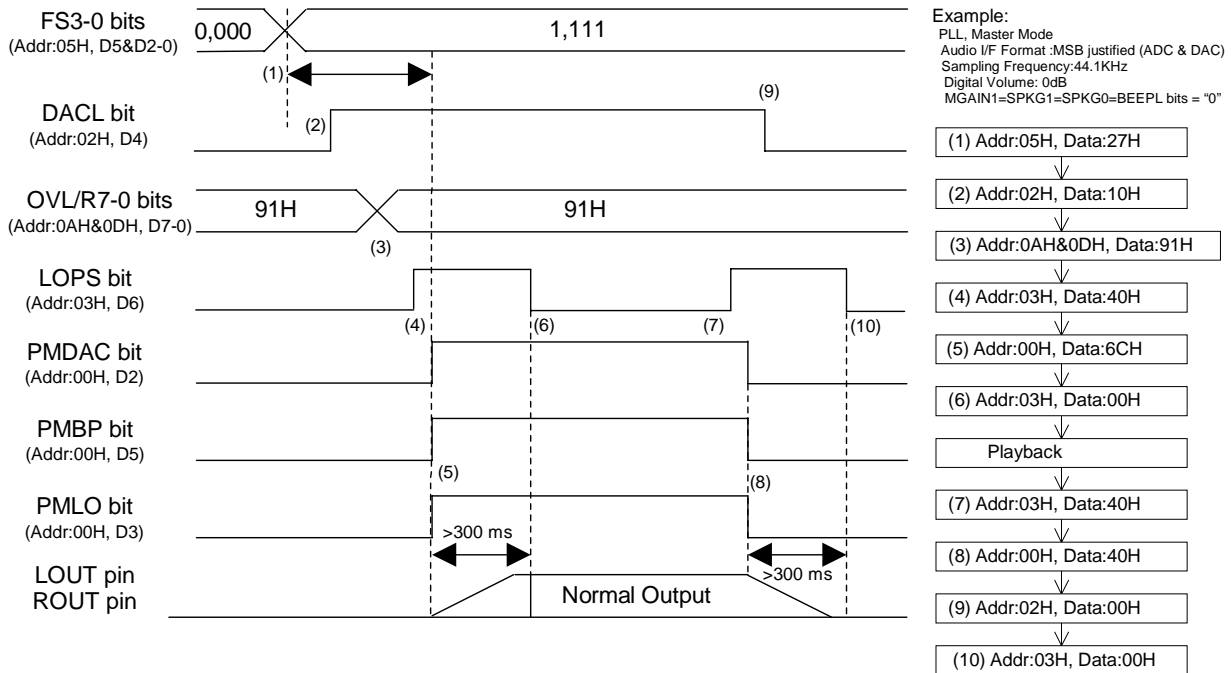 FS3-0 bits
(Addr:05H, D5&D2-0)
0,000
1,111
(1)
DACL bit
(Addr:02H, D4)
(2)
(9)
OVL/R7-0 bits
(Addr:0AH&0DH, D7-0)
91H
91H
(3)
LOPS bit
(Addr:03H, D6)
(4)
(6)
(7)
(10)
PMDAC bit
(Addr:00H, D2)
PMBP bit
(Addr:00H, D5)
(5)
(8)
PMLO bit
(Addr:00H, D3)
>300 ms
>300 ms
LOUT pin
ROUT pin
Normal Output
Example:
PLL, Master Mode
Audio I/F Format :MSB justified (ADC & DAC)
Sampling Frequency:44.1KHz
Digital Volume: 0dB
MGAIN1=SPKG1=SPKG0=BEEPL bits = “0”
(1) Addr:05H, Data:27H
(2) Addr:02H, Data:10H
(3) Addr:0AH&0DH, Data:91H
(4) Addr:03H, Data:40H
(5) Addr:00H, Data:6CH
(6) Addr:03H, Data:00H
Playback
(7) Addr:03H, Data:40H
(8) Addr:00H, Data:40H
(9) Addr:02H, Data:00H
(10) Addr:03H, Data:00H